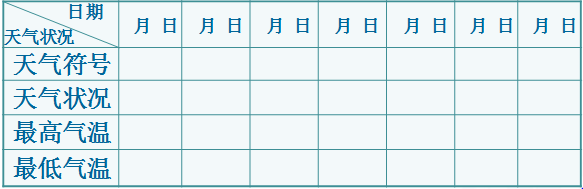 日期
天气状况
月 日 月 日 月 日 月 日 月 日 月 日 月 日
天气符号
天气状况
最高气温
最低气温